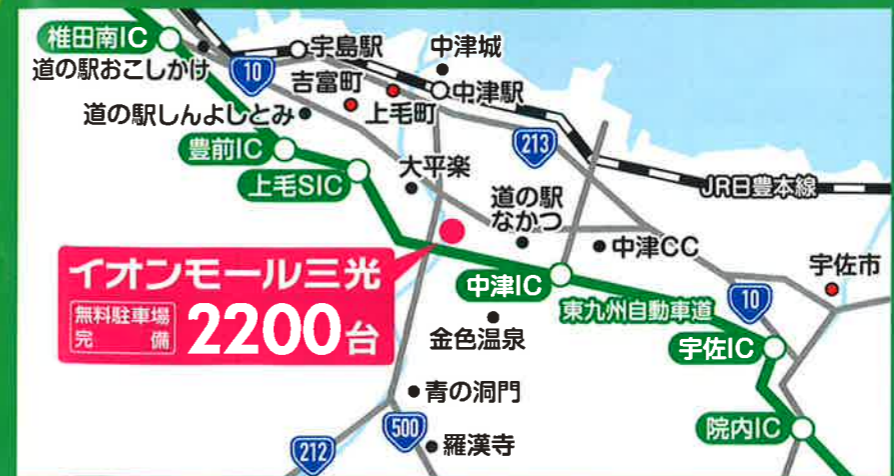 椎田南IC
宇島駅
中津城
道の駅おこしかけ
10
吉富町
中津駅
道の駅しんよしとみ
上毛町
213
豊前IC
大平楽
上毛SIC
JR日豊本線
道の駅
なかつ
中津CC
イオンモール三光
無料駐車場
完備
2200台
中津IC
宇佐市
東九州自動車道
10
金色温泉
宇佐IC
青の洞門
500
院内IC
212
羅漢寺